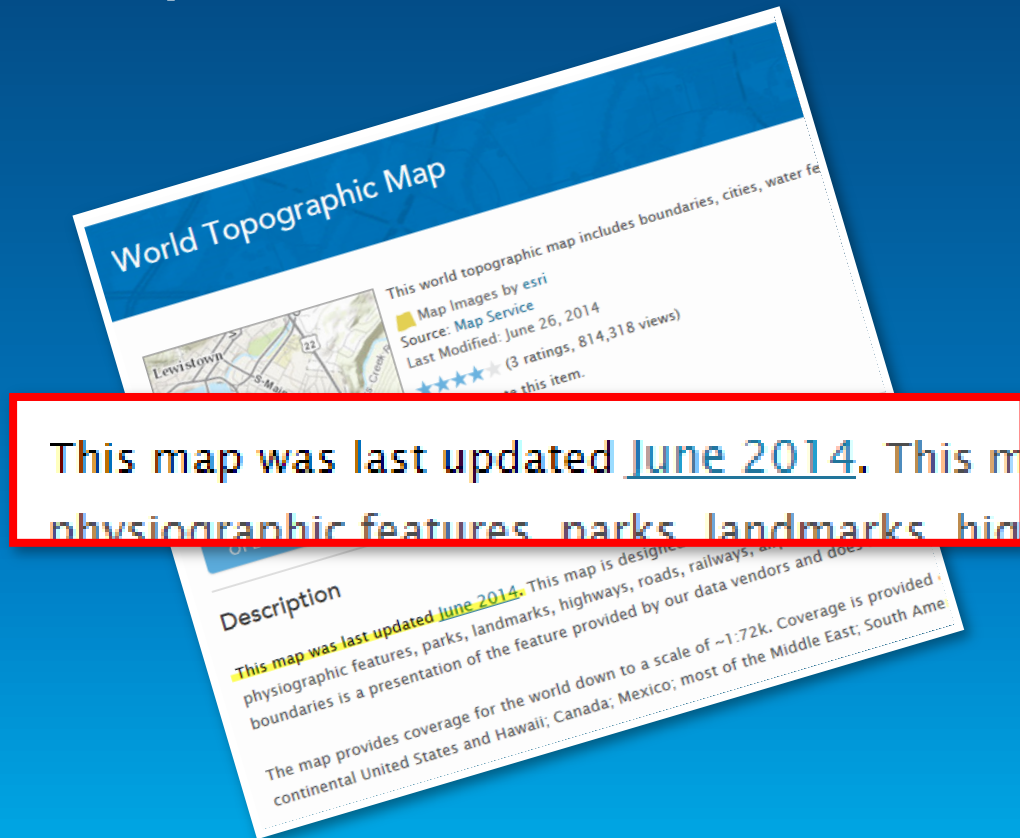 World Topographic Map
This world topographic map includes boundaries, cities, water fe
Map Images by esri
Source: Map Service
Last Modified: June 26, 2014
(3 ratings, 814,318 views)
this item.
Lewistown
22
S-Main
Creek R
This map was last updated June 2014. This m
physiographic features, parks, landmarks, hig
Description
This map was last updated June 2014. This map is designed
physiographic features, parks, landmarks, highways, roads, railways,
boundaries is a presentation of the feature provided by our data vendors and does
The map provides coverage for the world down to a scale of ~1:72k. Coverage is provided
continental United States and Hawaii; Canada; Mexico; most of the Middle East; South Ame